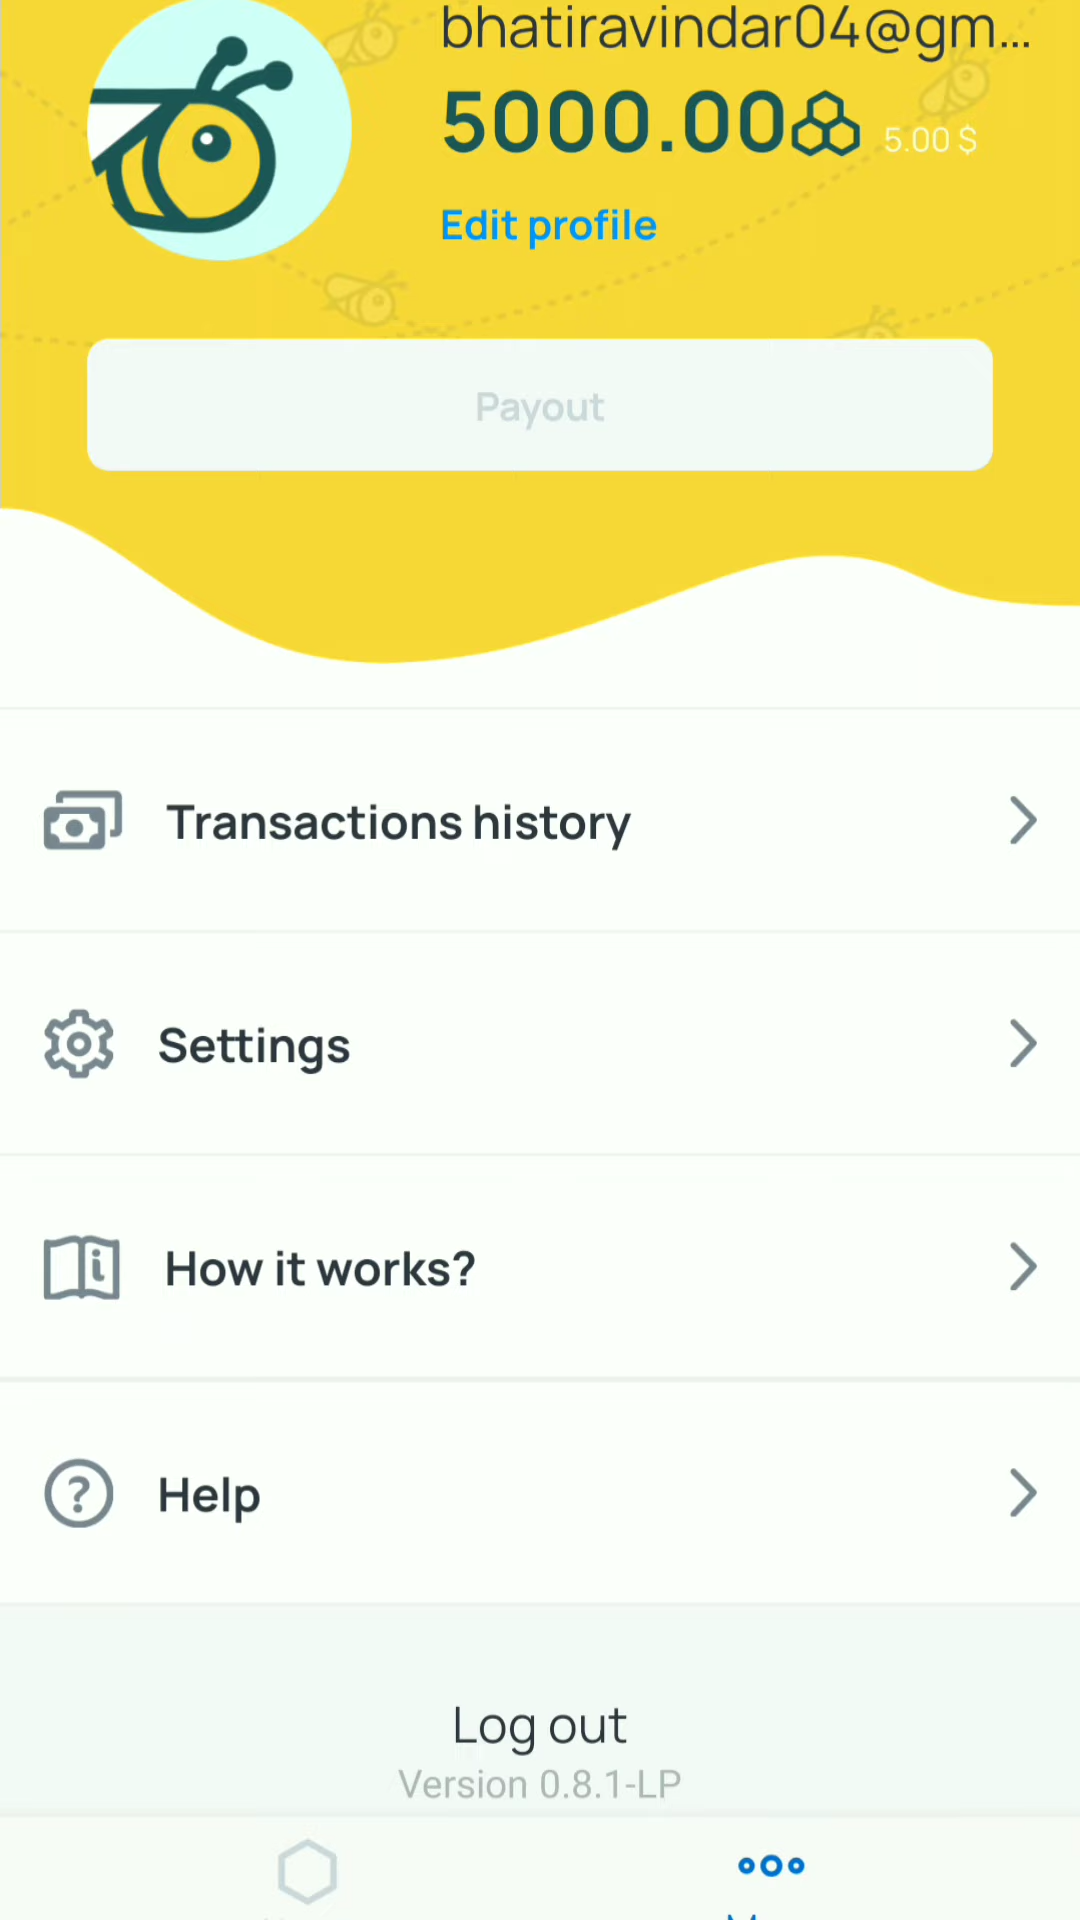 bhatiravindar04@gm...
5000.00 5.00 $
Edit profile
Payout
Transactions history
Settings
How it works?
Help
Log out
Version 0.8.1-LP